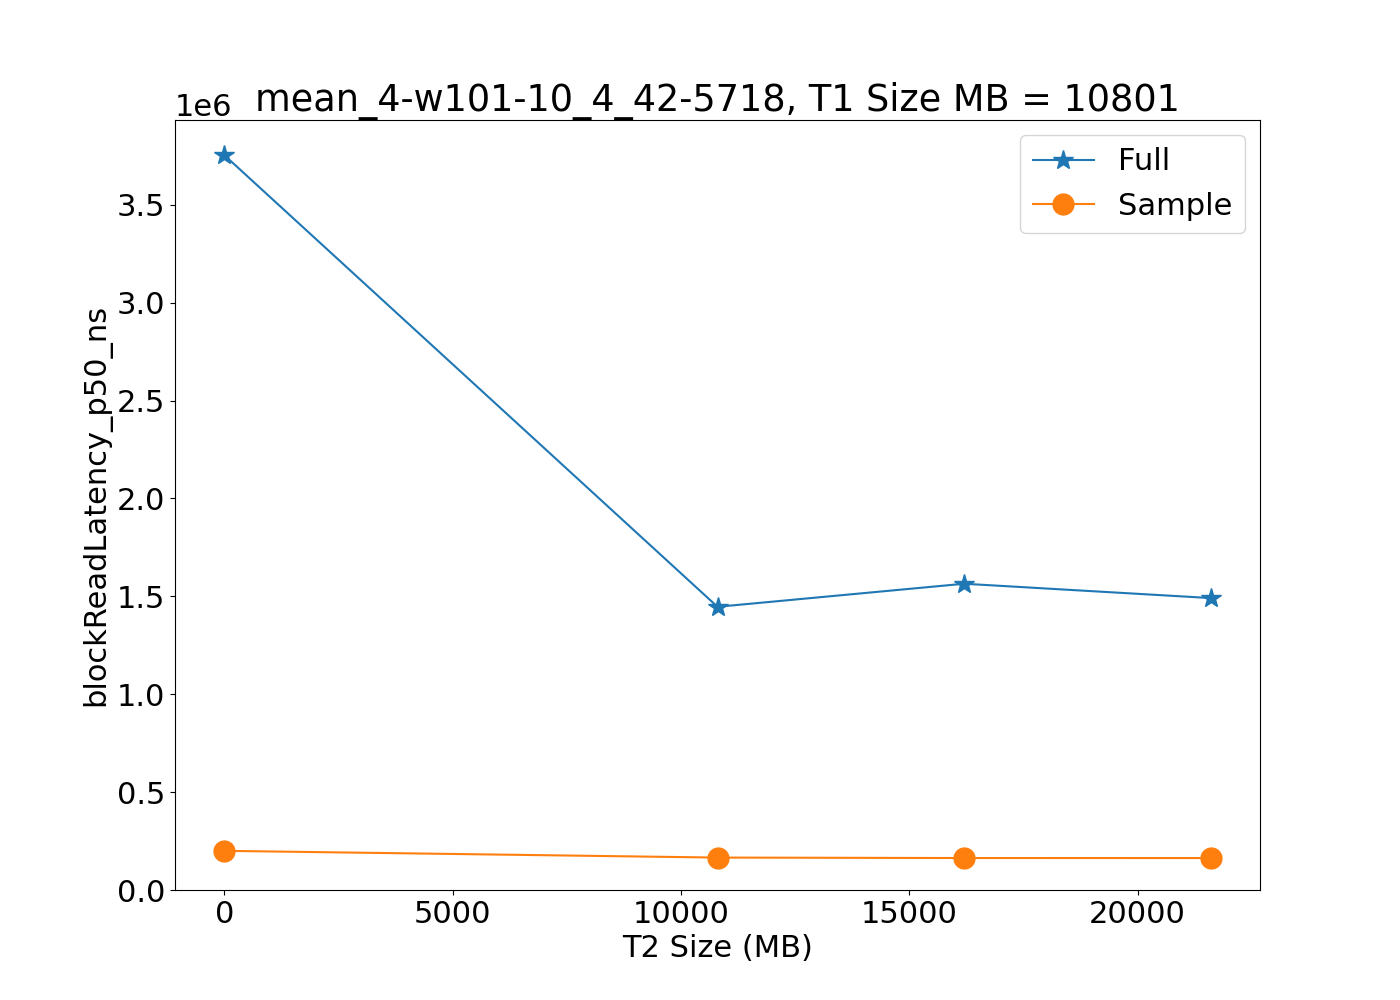 1e6
mean_4-w101-10_4_42-5718, T1 Size MB = 10801
Full
Sample
blockReadLatency_p50_ns
3.5
3.0
2.5
2.0
1.5
1.0
0.5
0.0
0 5000 10000 15000 20000
T2 Size (MB)